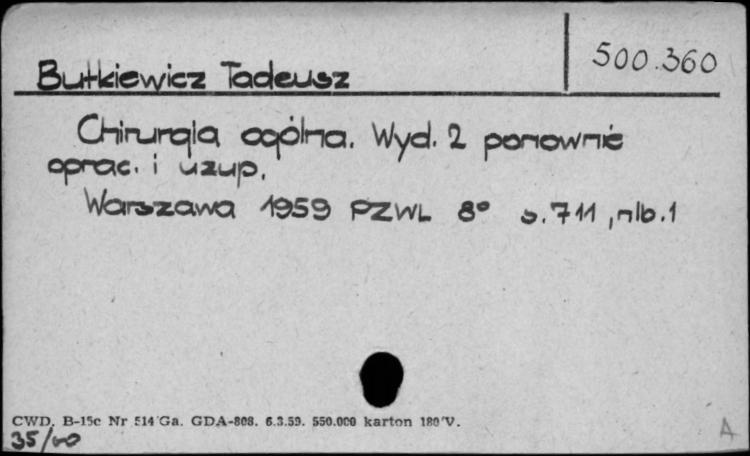 500.360
Butkiewicz Tadeusz
Chirurgia ogólna. Wyd. 2 ponownie
oprac. i uzup.
Warszawa 1959 PZWL 8° s. 711, nlb. 1
CWD. B-15c Nr 514 Ga. GDA-808. 6.3.59. 550.000 karton 180 V.
35/60
A